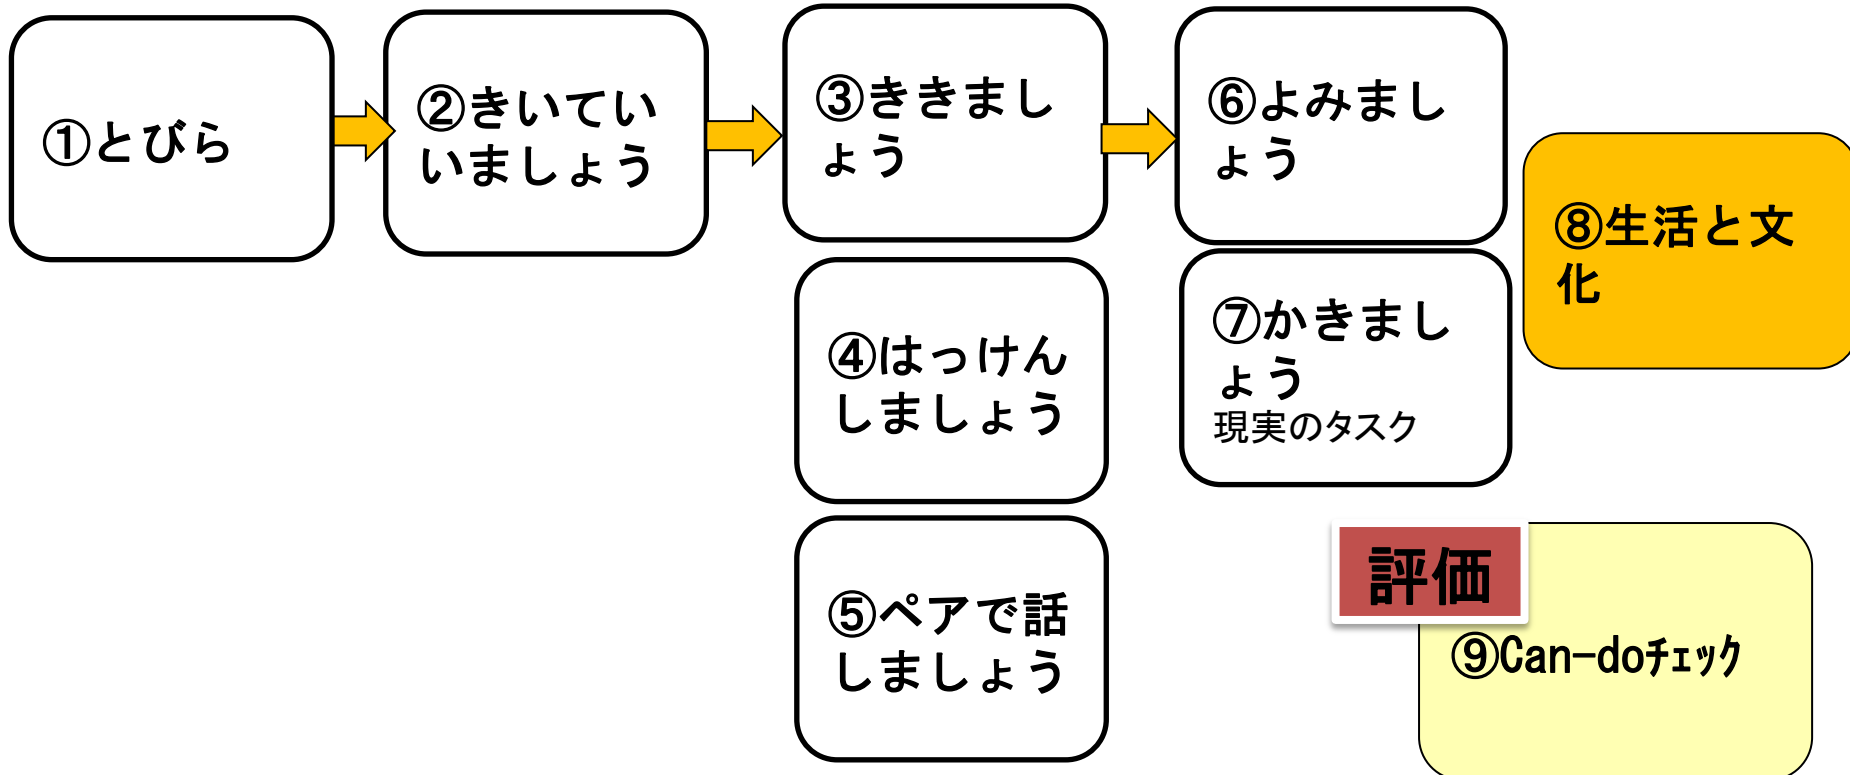 ①とびら
②きいてい
いましょう
③ききまし
ょう
④はっけん
しましょう
⑤ペアで話
しましょう
⑥よみまし
ょう
⑦かきまし
ょう
現実のタスク
⑧生活と文
化
評価
⑨Can-doﾁｪｯｸ